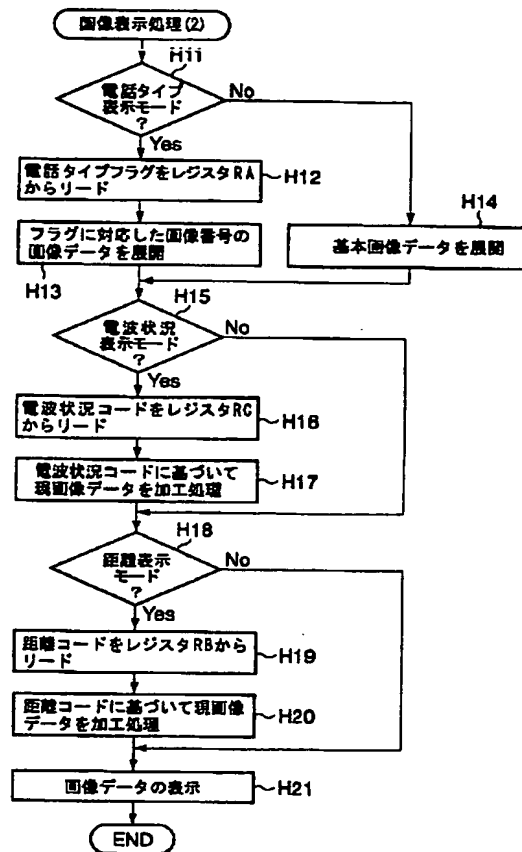 画像表示処理(2)
H11
電話タイプ
表示モード
?
No
Yes
電話タイプフラグをレジスタRA
からリード
H12
H14
フラグに対応した画像番号の
画像データを展開
基本画像データを展開
H13
H15
電波状況
表示モード
?
No
Yes
電波状況コードをレジスタRC
からリード
H16
電波状況コードに基づいて
現画像データを加工処理
H17
H18
距離表示
モード
?
No
Yes
距離コードをレジスタRBから
リード
H19
距離コードに基づいて現画像
データを加工処理
H20
画像データの表示
H21
END